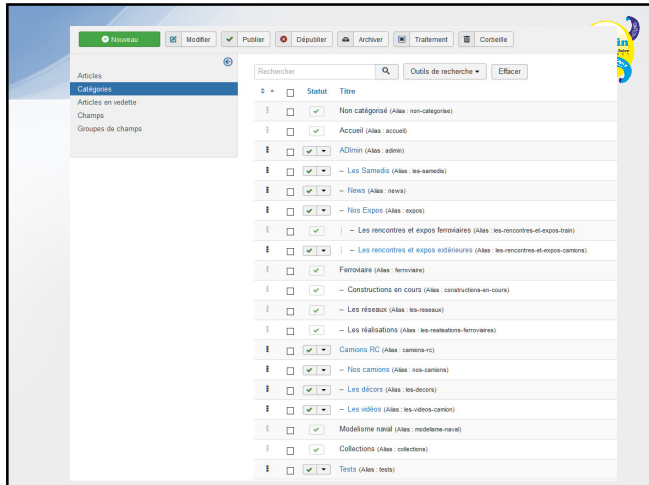 Nouveau Modifier Publier Dépublier Archiver Traitement Corbeille
Articles
Catégories
Articles en vedette
Champs
Groupes de champs
Rechercher Outils de recherche Effacer
Statut Titre
Non catégorisé (Alias : non-categorise)
Accueil (Alias : accueil)
ADImin (Alias : adimin)
– Les Samedis (Alias : les-samedis)
– News (Alias : news)
– Nos Expos (Alias : expos)
– Les rencontres et expos ferroviaires (Alias : les-rencontres-et-expos-train)
– Les rencontres et expos extérieures (Alias : les-rencontres-et-expos-camions)
Ferroviaire (Alias : ferroviaire)
– Constructions en cours (Alias : constructions-en-cours)
– Les réseaux (Alias : les-reseaux)
– Les réalisations (Alias : les-realisations-ferroviaires)
Camions RC (Alias : camions-rc)
– Nos camions (Alias : nos-camions)
– Les décors (Alias : les-decors)
– Les vidéos (Alias : les-videos-camion)
Modelisme naval (Alias : modelisme-naval)
Collections (Alias : collections)
Tests (Alias : tests)